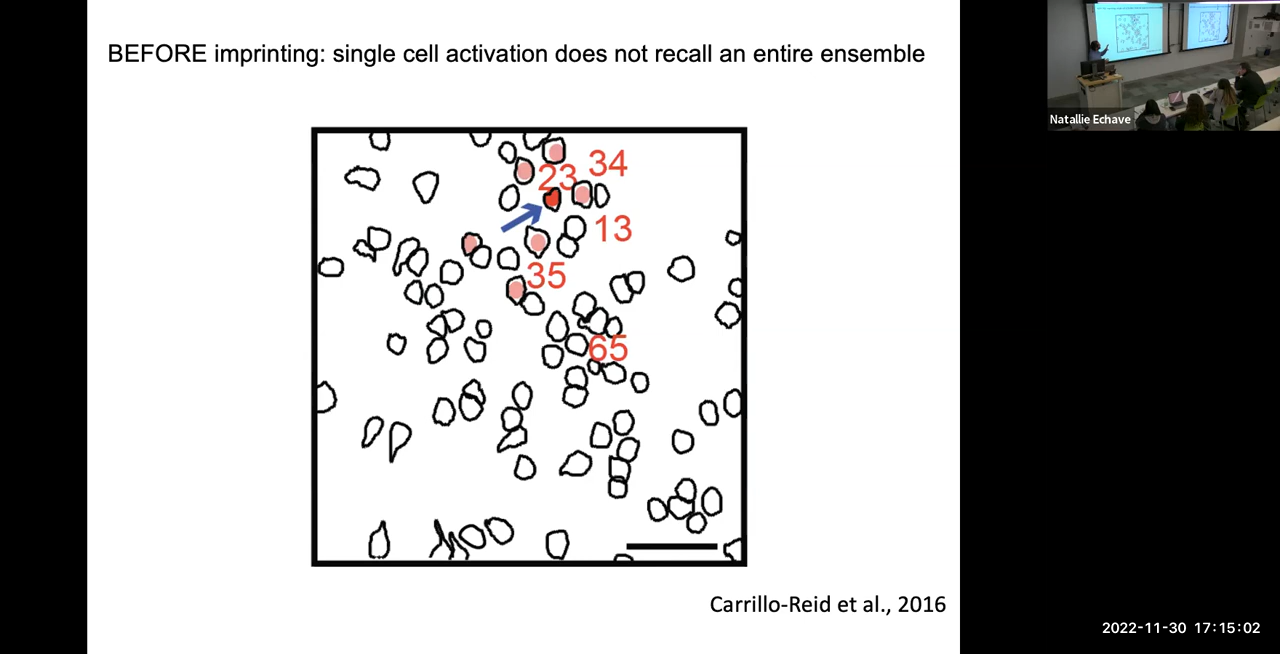 BEFORE imprinting: single cell activation does not recall an entire ensemble
34
23
13
35
65
Carrillo-Reid et al., 2016
Natallie Echave
2022-11-30 17:15:02